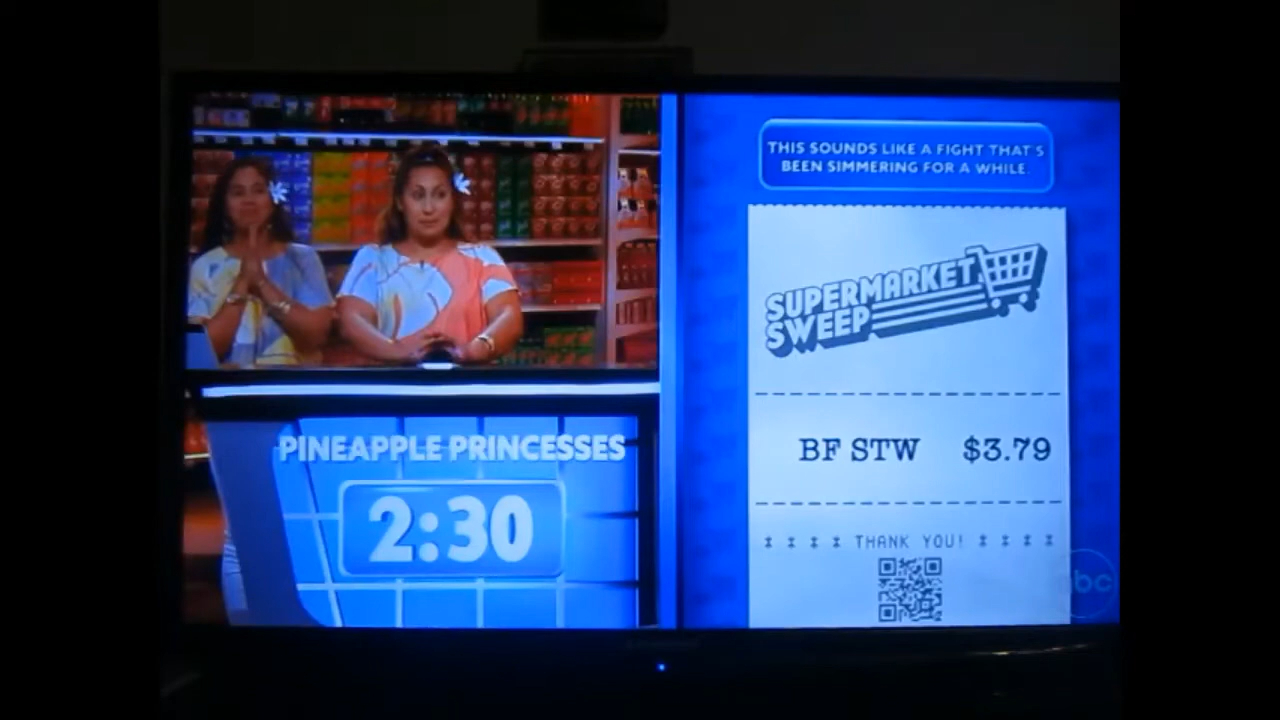 THIS SOUNDS LIKE A FIGHT THAT'S
BEEN SIMMERING FOR A WHILE.
SUPERMARKET
SWEEP
BF STW $3.79
THANK YOU!
PINEAPPLE PRINCESSES
2:30
abc